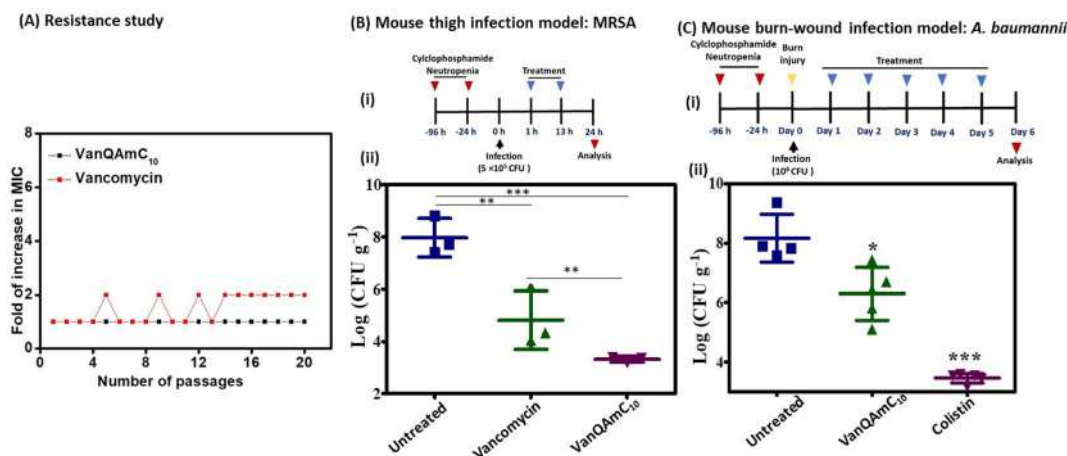 (A) Resistance study
Fold of increase in MIC
8
6
4
2
0
VanQAmC₁₀
Vancomycin
0 4 8 12 16 20
Number of passages
(B) Mouse thigh infection model: MRSA
Cylclophosphamide
Neutropenia
Treatment
(i)
-96 h -24 h 0 h 1 h 13 h 24 h
Infection
(5 ×10⁵ CFU )
Analysis
(ii)
Log (CFU g⁻¹)
10
8
6
4
2
***
**
**
Untreated
Vancomycin
VanQAmC₁₀
(C) Mouse burn-wound infection model: A. baumannii
Cylclophosphamide
Neutropenia
Burn
injury
Treatment
(i)
-96 h -24 h Day 0 Day 1 Day 2 Day 3 Day 4 Day 5 Day 6
Infection
Analysis
(ii)
Log (CFU g⁻¹)
10
8
6
4
*
***
Untreated
VanQAmC₁₀
Colistin